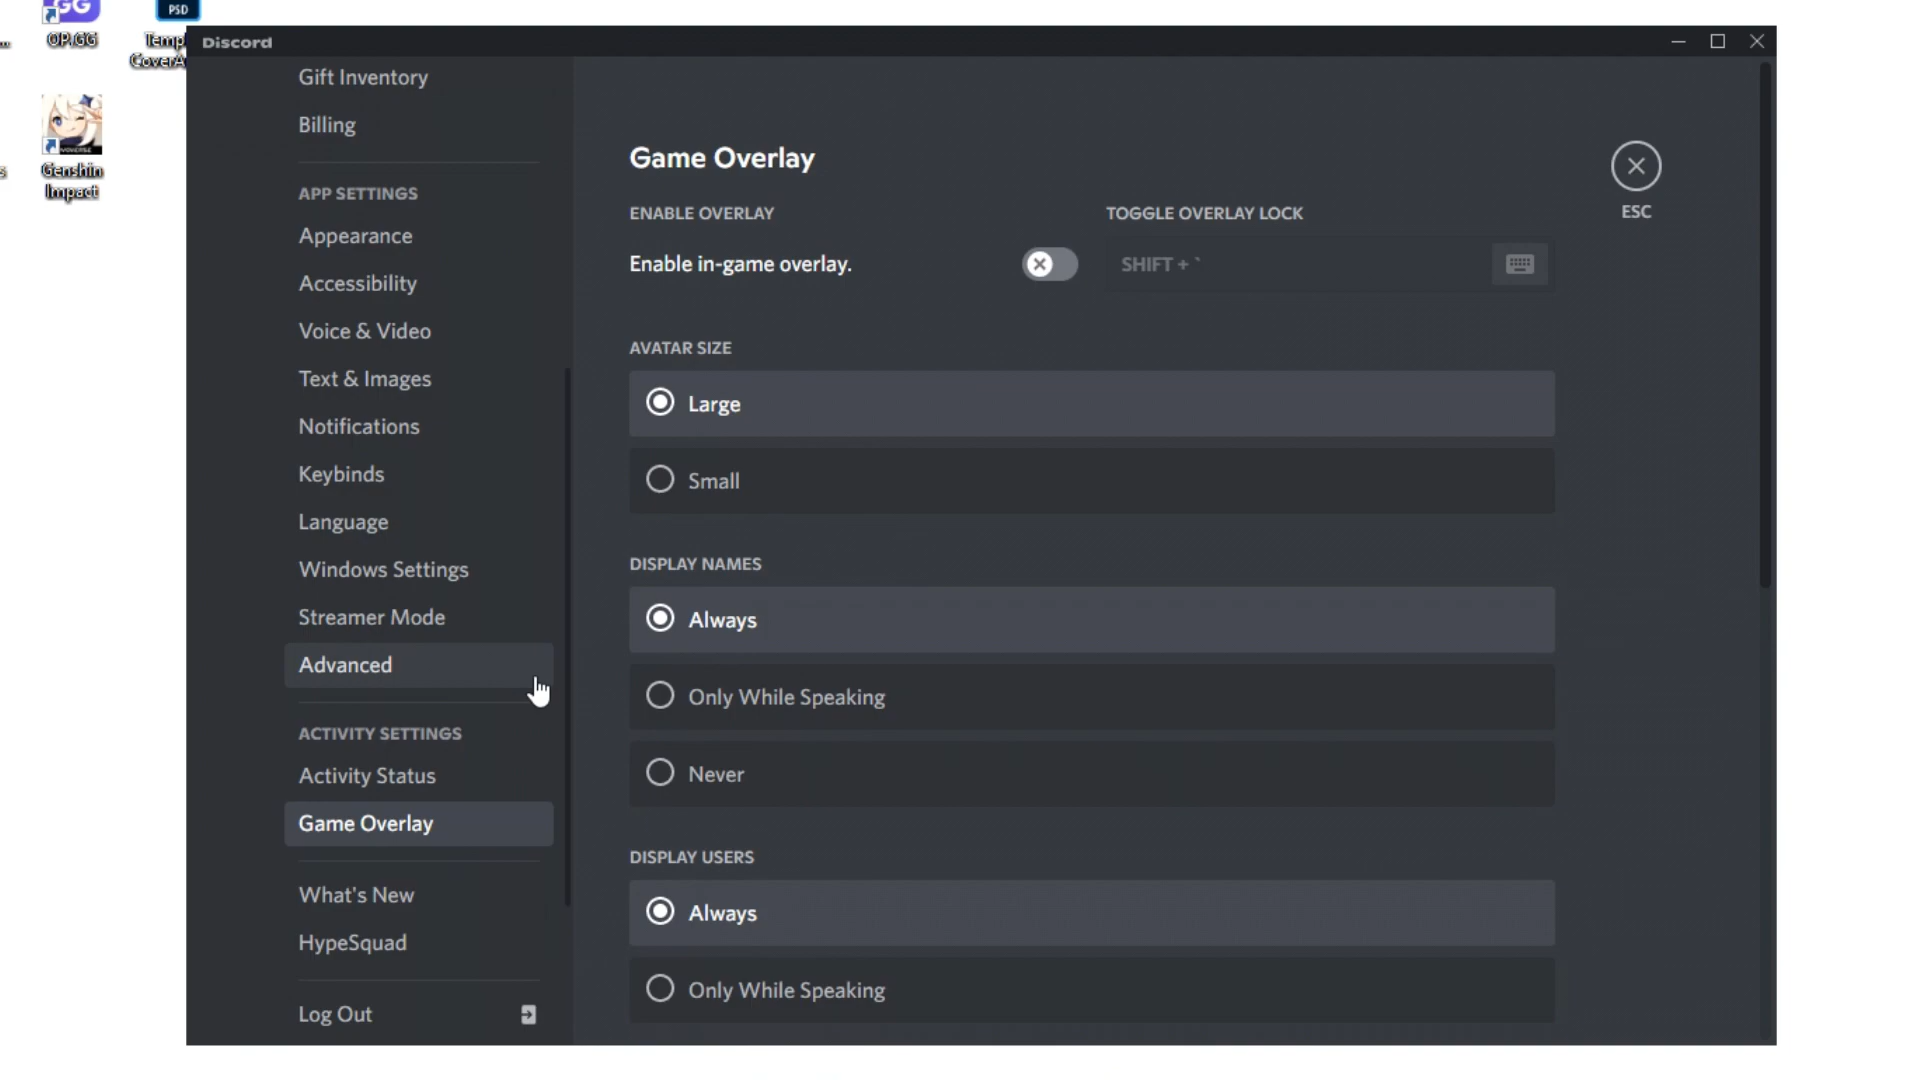 OP.GG
PSD
Temp
CoverA
Genshin
Impact
Discord
Gift Inventory
Billing
APP SETTINGS
Appearance
Accessibility
Voice & Video
Text & Images
Notifications
Keybinds
Language
Windows Settings
Streamer Mode
Advanced
ACTIVITY SETTINGS
Activity Status
Game Overlay
What's New
HypeSquad
Log Out
Game Overlay
ESC
ENABLE OVERLAY
Enable in-game overlay.
TOGGLE OVERLAY LOCK
SHIFT + `
AVATAR SIZE
Large
Small
DISPLAY NAMES
Always
Only While Speaking
Never
DISPLAY USERS
Always
Only While Speaking